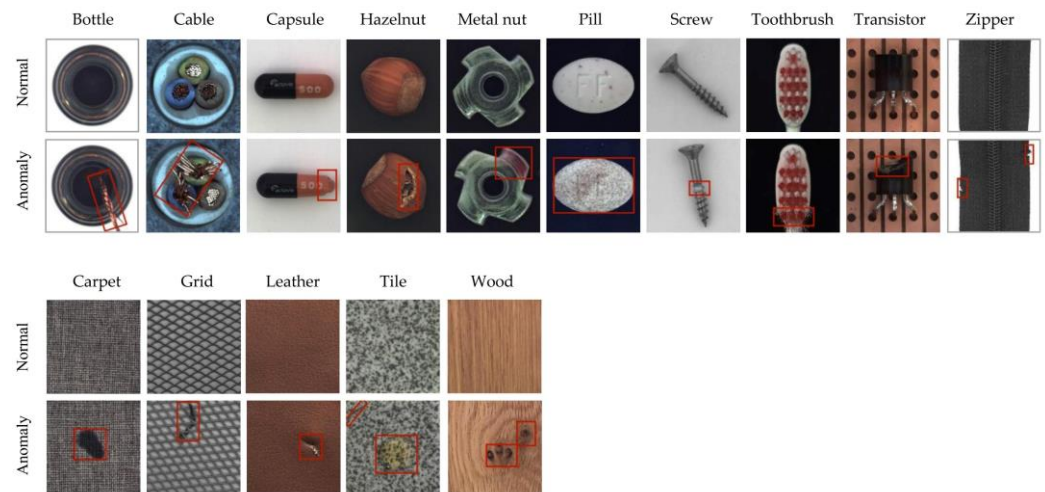 Bottle Cable Capsule Hazelnut Metal nut Pill Screw Toothbrush Transistor Zipper
Normal
500
FF
Anomaly
500
Carpet Grid Leather Tile Wood
Normal
Anomaly